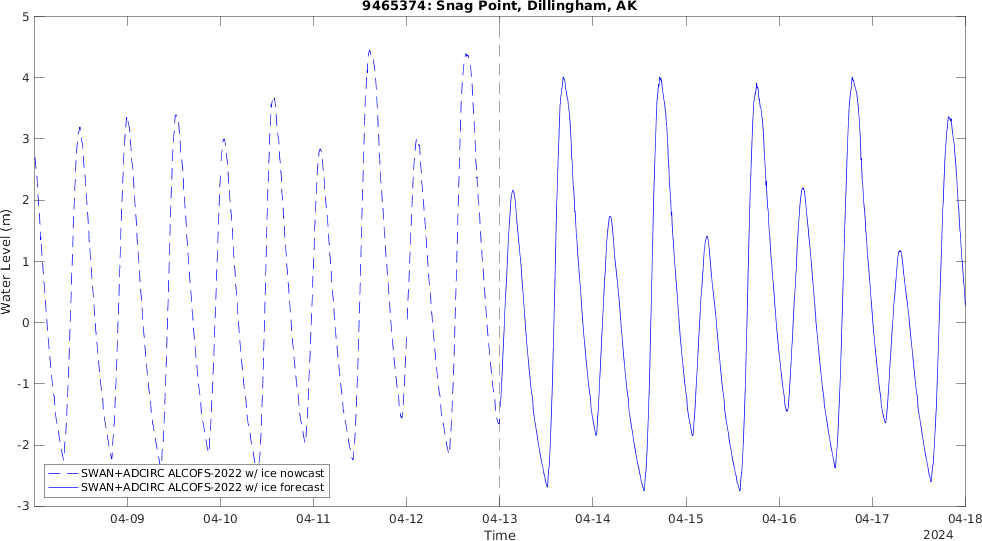 9465374: Snag Point, Dillingham, AK
5
4
3
2
1
0
-1
-2
-3
Water Level (m)
SWAN+ADCIRC ALCOFS-2022 w/ ice nowcast
SWAN+ADCIRC ALCOFS-2022 w/ ice forecast
04-09 04-10 04-11 04-12 04-13 04-14 04-15 04-16 04-17 04-18
Time
2024